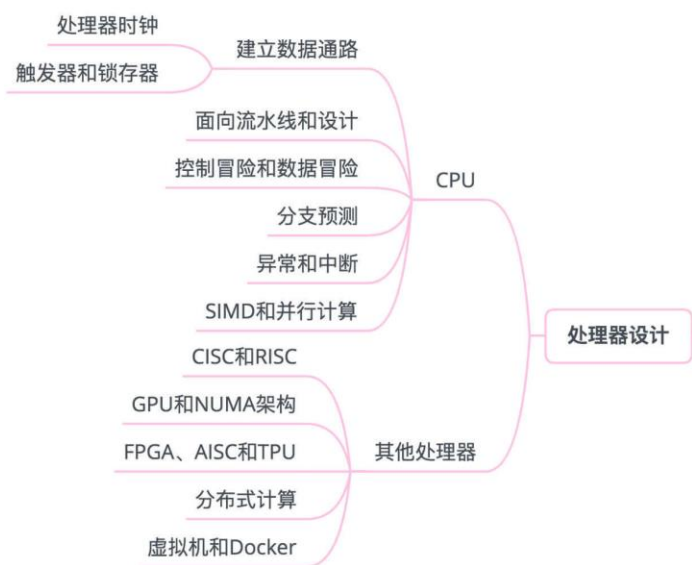 处理器时钟
触发器和锁存器
建立数据通路
面向流水线和设计
控制冒险和数据冒险
分支预测
异常和中断
SIMD和并行计算
CPU
CISC和RISC
GPU和NUMA架构
FPGA、AISC和TPU
分布式计算
虚拟机和Docker
其他处理器
处理器设计